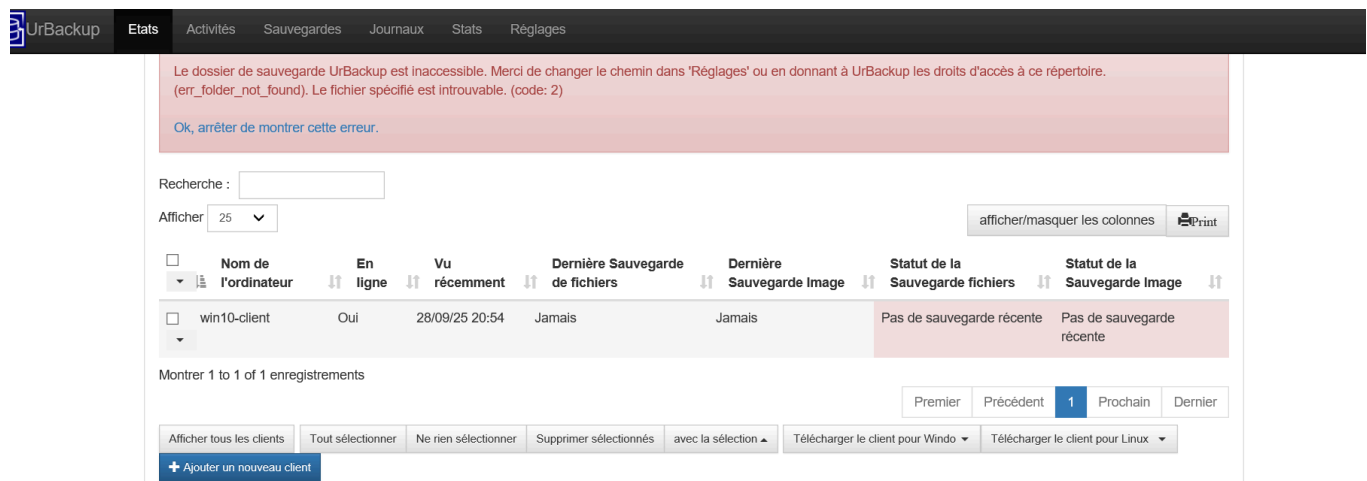 UrBackup Etats Activités Sauvegardes Journaux Stats Réglages
Le dossier de sauvegarde UrBackup est inaccessible. Merci de changer le chemin dans 'Réglages' ou en donnant à UrBackup les droits d'accès à ce répertoire.
(err_folder_not_found). Le fichier spécifié est introuvable. (code: 2)
Ok, arrêter de montrer cette erreur.
Recherche :
Afficher 25
afficher/masquer les colonnes Print
Nom de l'ordinateur En ligne Vu récemment Dernière Sauvegarde de fichiers Dernière Sauvegarde Image Statut de la Sauvegarde fichiers Statut de la Sauvegarde Image
win10-client Oui 28/09/25 20:54 Jamais Jamais Pas de sauvegarde récente Pas de sauvegarde récente
Montrer 1 to 1 of 1 enregistrements
Premier Précédent 1 Prochain Dernier
Afficher tous les clients Tout sélectionner Ne rien sélectionner Supprimer sélectionnés avec la sélection Télécharger le client pour Windo Télécharger le client pour Linux
Ajouter un nouveau client